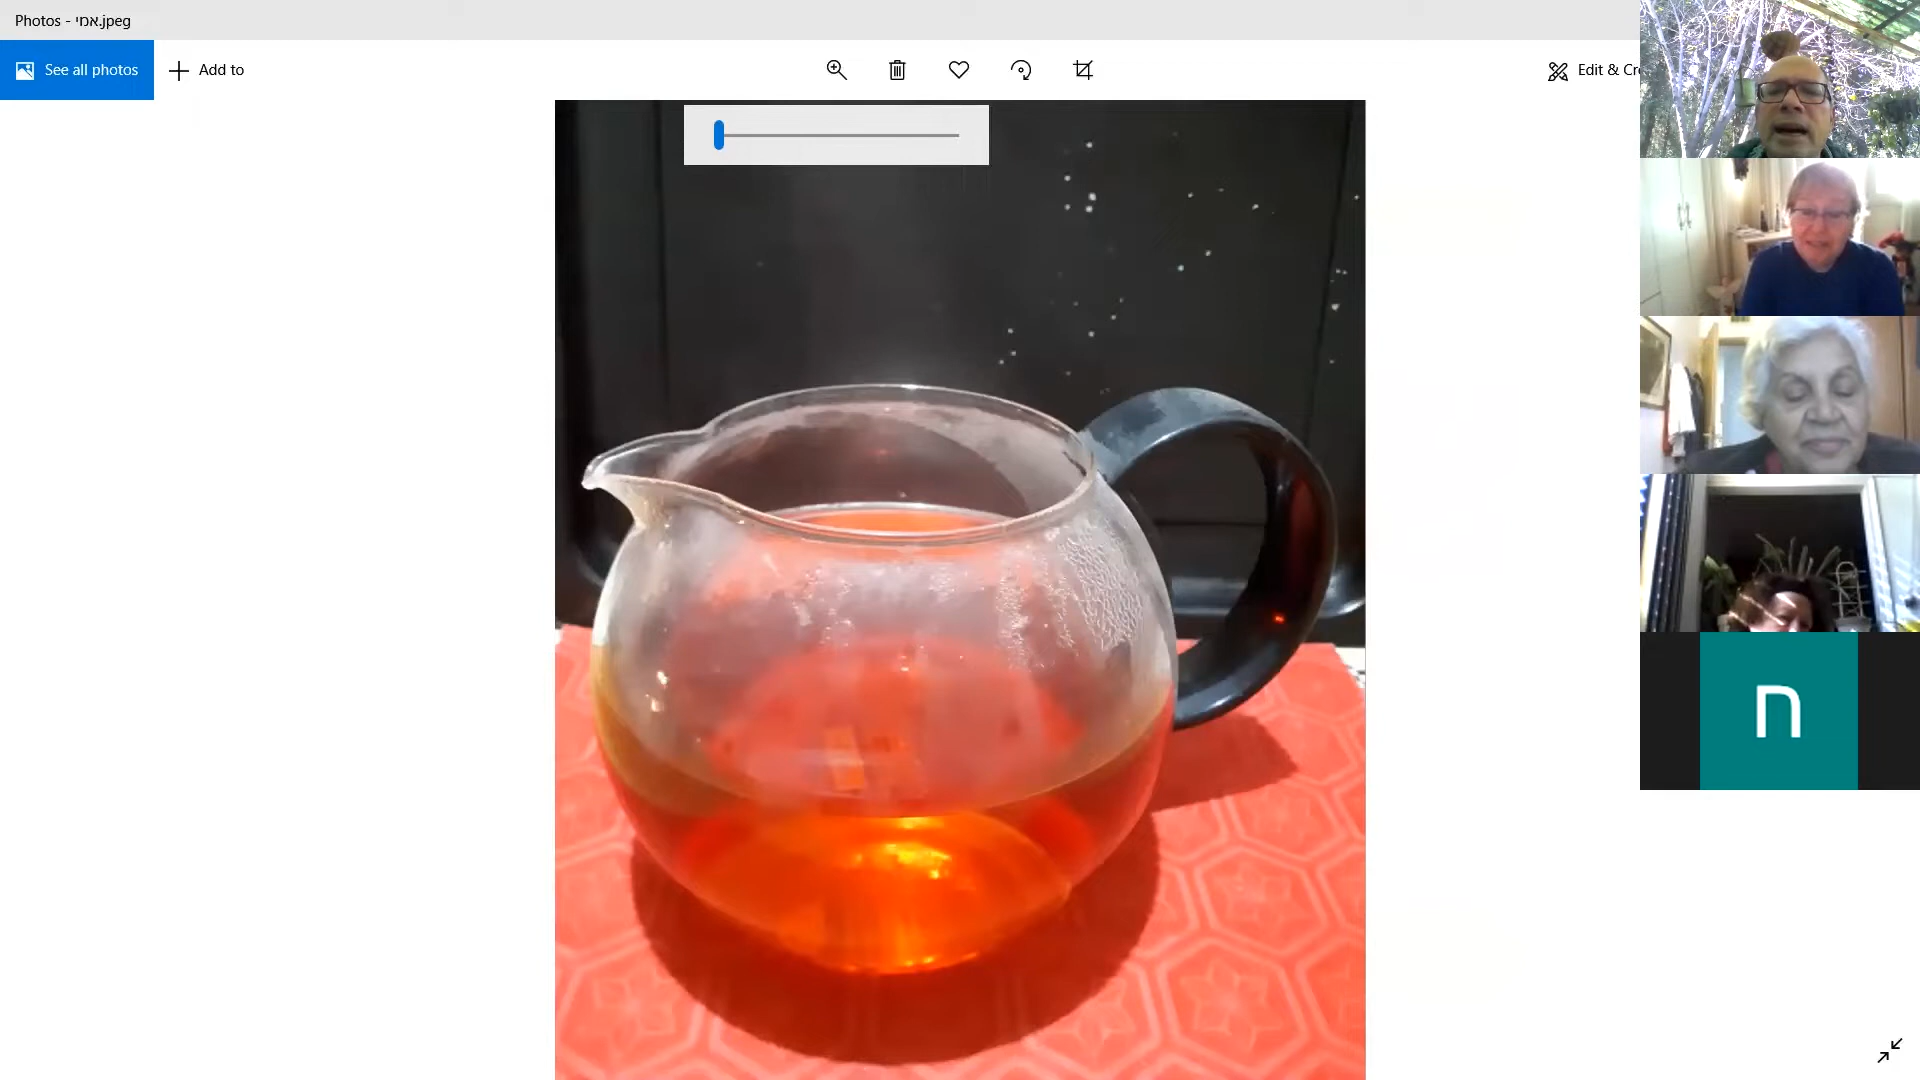 Photos - אמי.jpeg
See all photos
Add to
Edit & Cr
ח